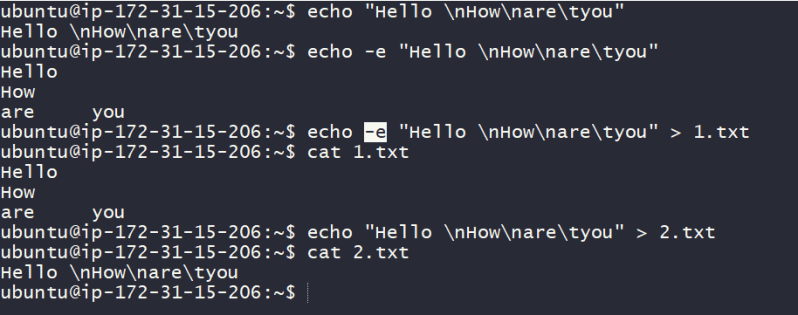 ubuntu@ip-172-31-15-206:~$ echo "Hello \nHow\nare\tyou"
Hello \nHow\nare\tyou
ubuntu@ip-172-31-15-206:~$ echo -e "Hello \nHow\nare\tyou"
Hello
How
are     you
ubuntu@ip-172-31-15-206:~$ echo -e "Hello \nHow\nare\tyou" > 1.txt
ubuntu@ip-172-31-15-206:~$ cat 1.txt
Hello
How
are     you
ubuntu@ip-172-31-15-206:~$ echo "Hello \nHow\nare\tyou" > 2.txt
ubuntu@ip-172-31-15-206:~$ cat 2.txt
Hello \nHow\nare\tyou
ubuntu@ip-172-31-15-206:~$